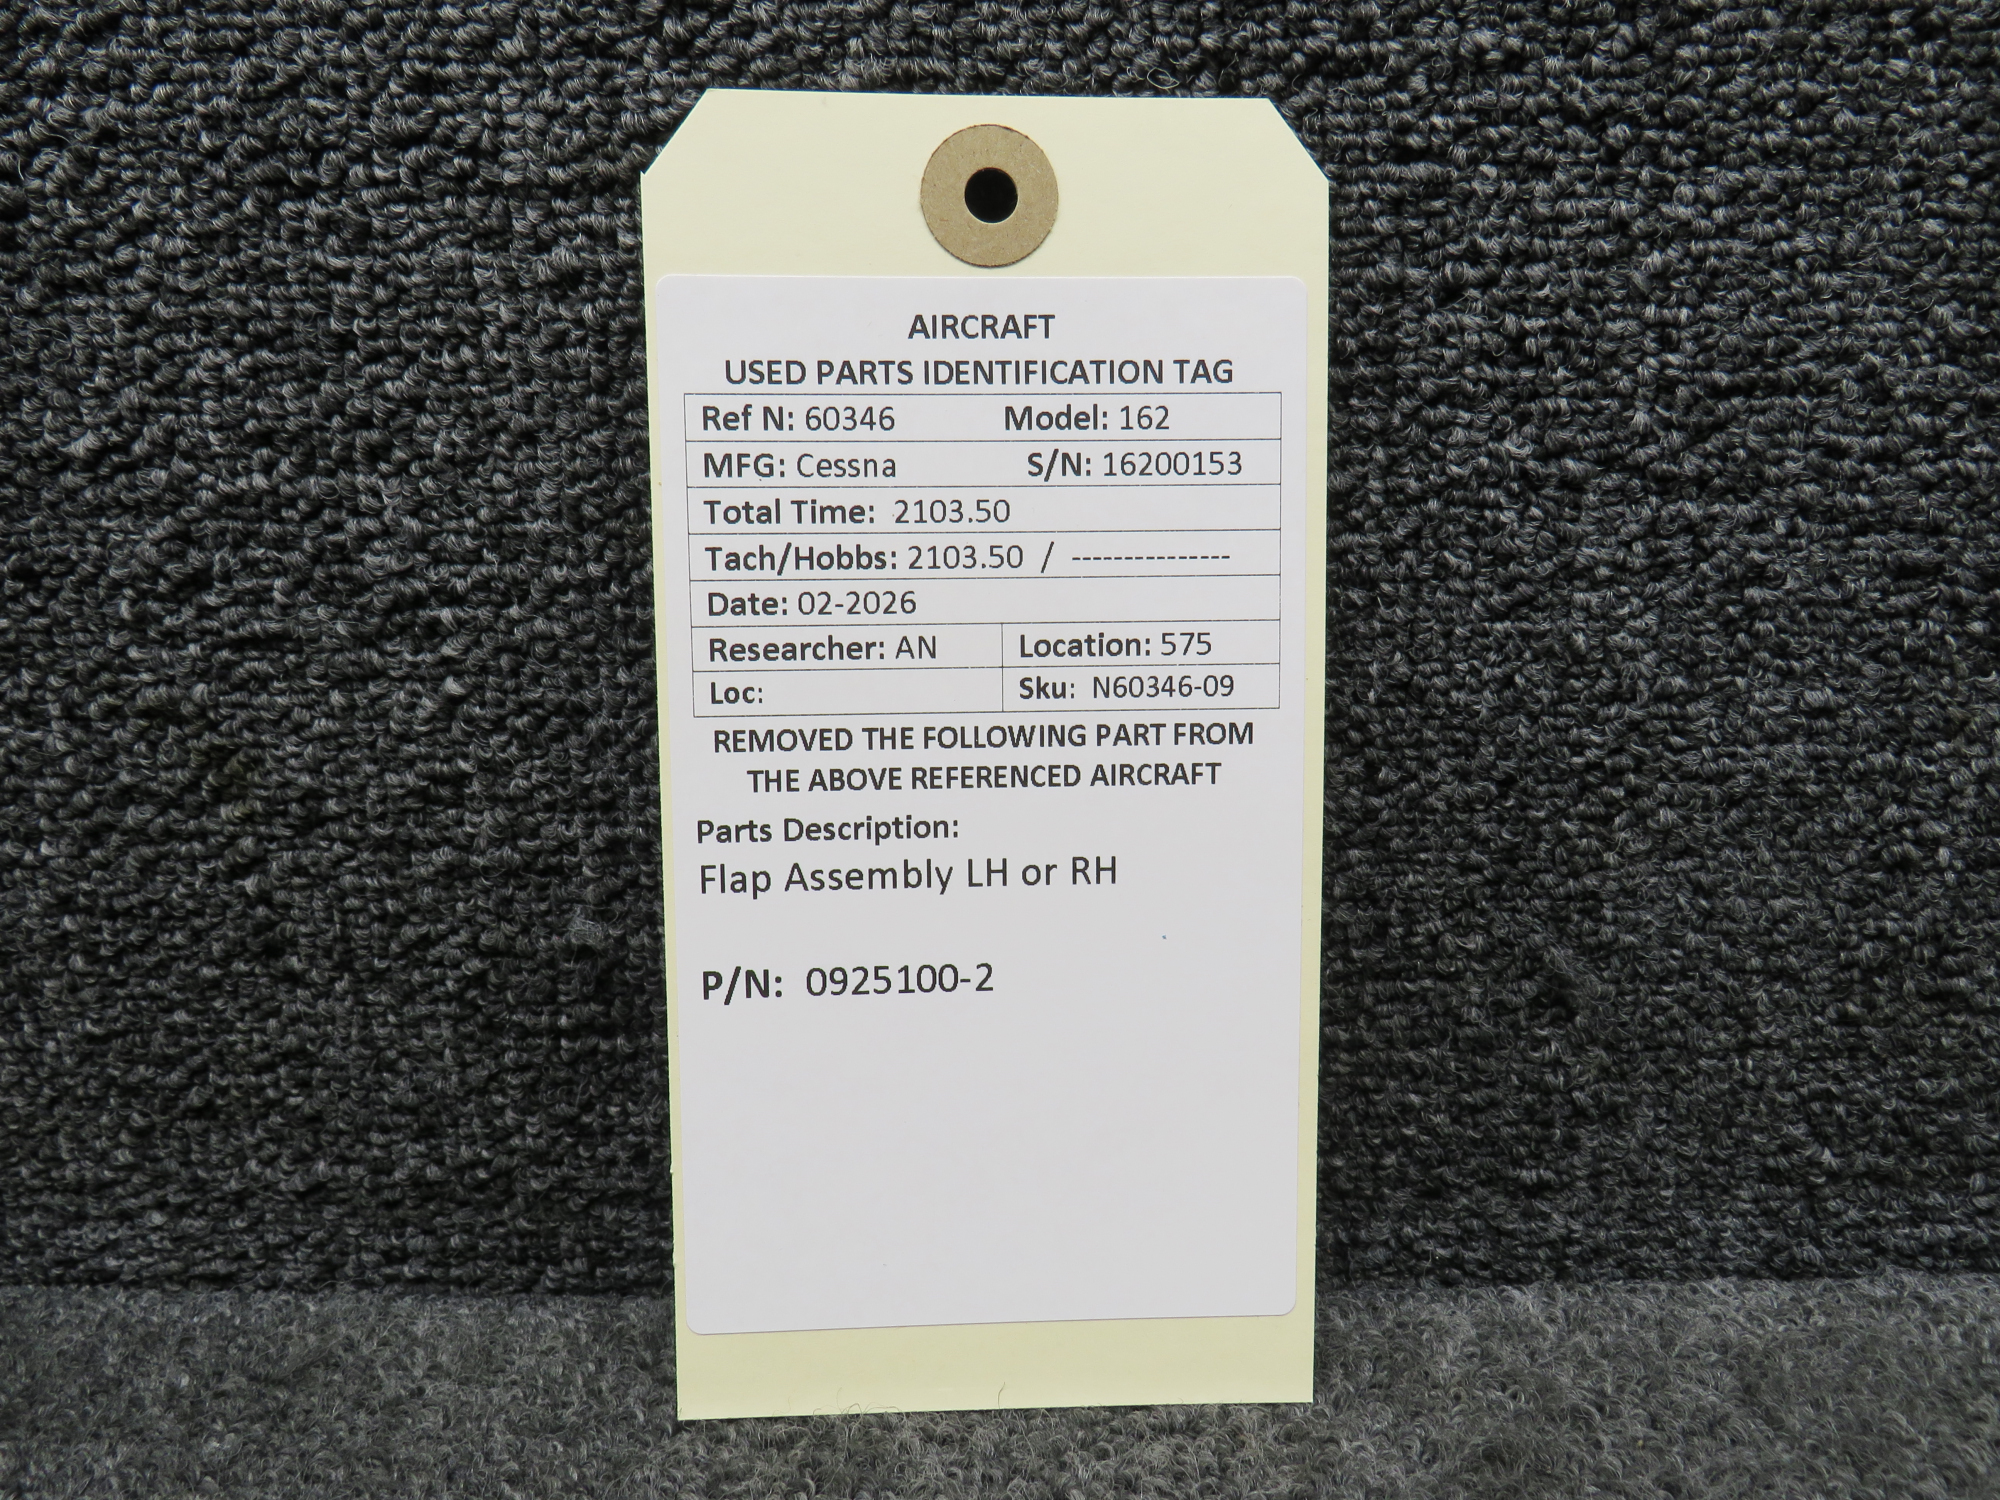 AIRCRAFT
USED PARTS IDENTIFICATION TAG
Ref N: 60346 Model: 162
MFG: Cessna S/N: 16200153
Total Time: 2103.50
Tach/Hobbs: 2103.50 / ---------------
Date: 02-2026
Researcher: AN Location: 575
Loc: Sku: N60346-09
REMOVED THE FOLLOWING PART FROM
THE ABOVE REFERENCED AIRCRAFT
Parts Description:
Flap Assembly LH or RH
P/N: 0925100-2